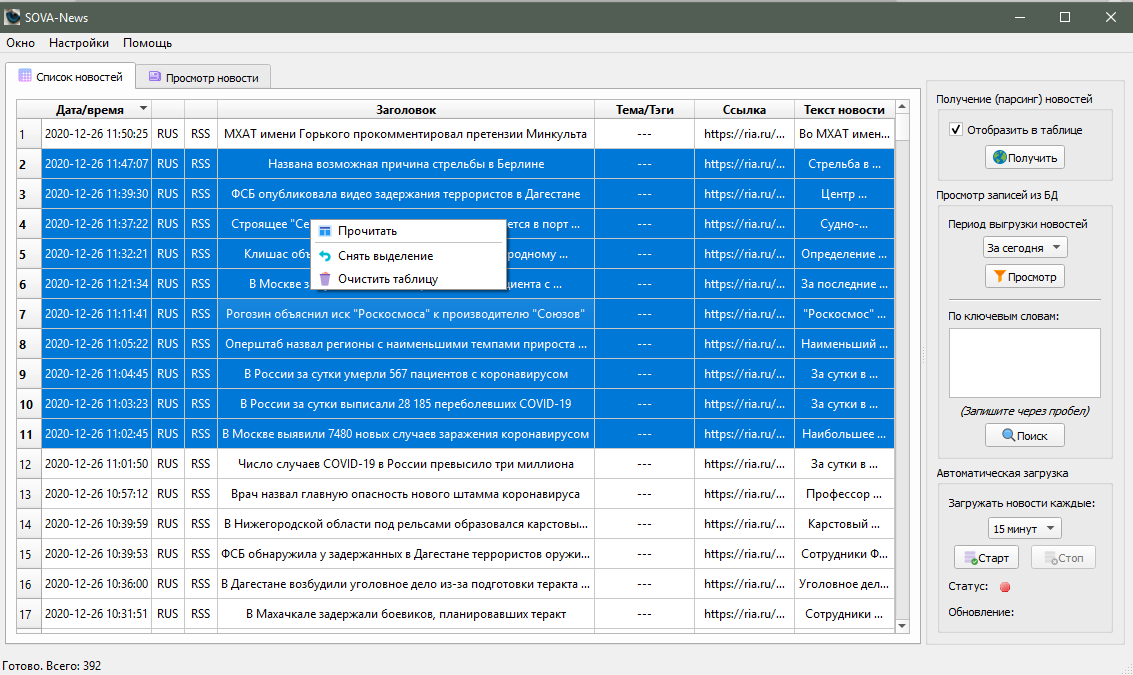 SOVA-News
Окно Настройки Помощь
Список новостей Просмотр новости
Дата/время Заголовок Тема/Тэги Ссылка Текст новости
1 2020-12-26 11:50:25 RUS RSS МХАТ имени Горького прокомментировал претензии Минкульта --- https://ria.ru/... Во МХАТ имен...
2 2020-12-26 11:47:07 RUS RSS Названа возможная причина стрельбы в Берлине --- https://ria.ru/... Стрельба в ...
3 2020-12-26 11:39:30 RUS RSS ФСБ опубликовала видео задержания террористов в Дагестане --- https://ria.ru/... Центр ...
4 2020-12-26 11:37:22 RUS RSS Строящее "Се ется в порт ... --- https://ria.ru/... Судно-...
5 2020-12-26 11:32:21 RUS RSS Клишас объ родному ... --- https://ria.ru/... Определение ...
6 2020-12-26 11:21:34 RUS RSS В Москве з циента с ... --- https://ria.ru/... За последние ...
7 2020-12-26 11:11:41 RUS RSS Рогозин объяснил иск "Роскосмоса" к производителю "Союзов" --- https://ria.ru/... "Роскосмос" ...
8 2020-12-26 11:05:22 RUS RSS Оперштаб назвал регионы с наименьшими темпами прироста ... --- https://ria.ru/... Наименьший ...
9 2020-12-26 11:04:45 RUS RSS В России за сутки умерли 567 пациентов с коронавирусом --- https://ria.ru/... За сутки в ...
10 2020-12-26 11:03:23 RUS RSS В России за сутки выписали 28 185 переболевших COVID-19 --- https://ria.ru/... За сутки в ...
11 2020-12-26 11:02:45 RUS RSS В Москве выявили 7480 новых случаев заражения коронавирусом --- https://ria.ru/... Наибольшее ...
12 2020-12-26 11:01:50 RUS RSS Число случаев COVID-19 в России превысило три миллиона --- https://ria.ru/... За сутки в ...
13 2020-12-26 10:57:12 RUS RSS Врач назвал главную опасность нового штамма коронавируса --- https://ria.ru/... Профессор ...
14 2020-12-26 10:39:59 RUS RSS В Нижегородской области под рельсами образовался карстовы... --- https://ria.ru/... Карстовый ...
15 2020-12-26 10:39:53 RUS RSS ФСБ обнаружила у задержанных в Дагестане террористов оружи... --- https://ria.ru/... Сотрудники Ф...
16 2020-12-26 10:36:00 RUS RSS В Дагестане возбудили уголовное дело из-за подготовки теракта ... --- https://ria.ru/... Уголовное дел...
17 2020-12-26 10:31:51 RUS RSS В Махачкале задержали боевиков, планировавших теракт --- https://ria.ru/... Сотрудники ...
Прочитать
Снять выделение
Очистить таблицу
Получение (парсинг) новостей
Отобразить в таблице
Получить
Просмотр записей из БД
Период выгрузки новостей
За сегодня
Просмотр
По ключевым словам:
(Запишите через пробел)
Поиск
Автоматическая загрузка
Загружать новости каждые:
15 минут
Старт Стоп
Статус:
Обновление:
Готово. Всего: 392